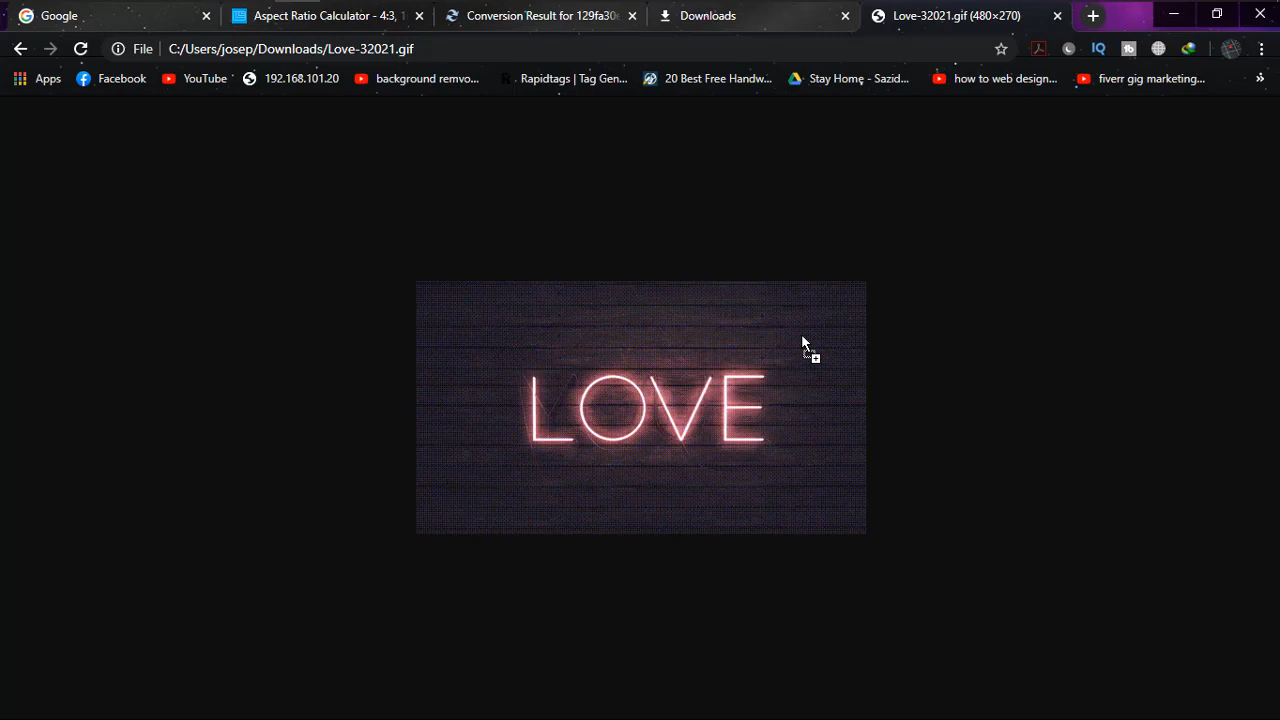 Google
Aspect Ratio Calculator - 4:3, 1
Conversion Result for 129fa30
Downloads
Love-32021.gif (480×270)
File
C:/Users/josep/Downloads/Love-32021.gif
IQ
Apps
Facebook
YouTube
192.168.101.20
background remvo...
Rapidtags | Tag Gen...
20 Best Free Handw...
Stay Home - Sazid...
how to web design...
fiverr gig marketing...
LOVE